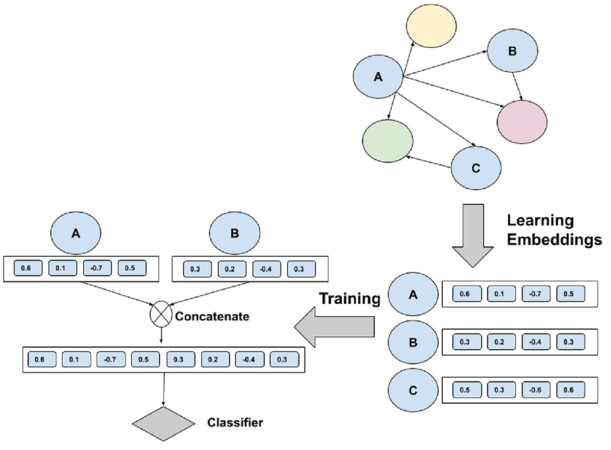 B
A
C
Learning
Embeddings
A
B
0.6 0.1 -0.7 0.5
0.3 0.2 -0.4 0.3
Concatenate
0.6 0.1 -0.7 0.5 0.3 0.2 -0.4 0.3
Classifier
Training
A 0.6 0.1 -0.7 0.5
B 0.3 0.2 -0.4 0.3
C 0.5 0.3 -0.6 0.6